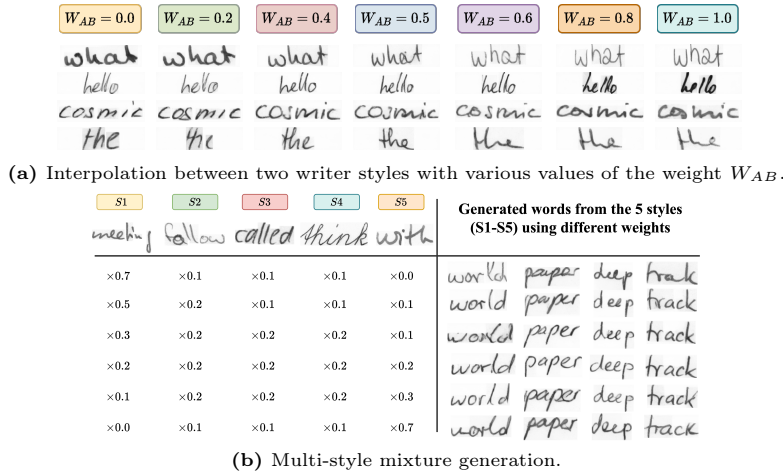 W_AB = 0.0 W_AB = 0.2 W_AB = 0.4 W_AB = 0.5 W_AB = 0.6 W_AB = 0.8 W_AB = 1.0
what what what what what what what
hello hello hello hello hello hello hello
cosmic cosmic cosmic cosmic cosmic cosmic cosmic
the the the the the the the
(a) Interpolation between two writer styles with various values of the weight W_AB.
S1 S2 S3 S4 S5
meeting follow called think with
Generated words from the 5 styles
(S1-S5) using different weights
×0.7 ×0.1 ×0.1 ×0.1 ×0.0 world paper deep track
×0.5 ×0.2 ×0.1 ×0.1 ×0.1 world paper deep track
×0.3 ×0.2 ×0.2 ×0.2 ×0.1 world paper deep track
×0.2 ×0.2 ×0.2 ×0.2 ×0.2 world paper deep track
×0.1 ×0.2 ×0.2 ×0.2 ×0.3 world paper deep track
×0.0 ×0.1 ×0.1 ×0.1 ×0.7 world paper deep track
(b) Multi-style mixture generation.